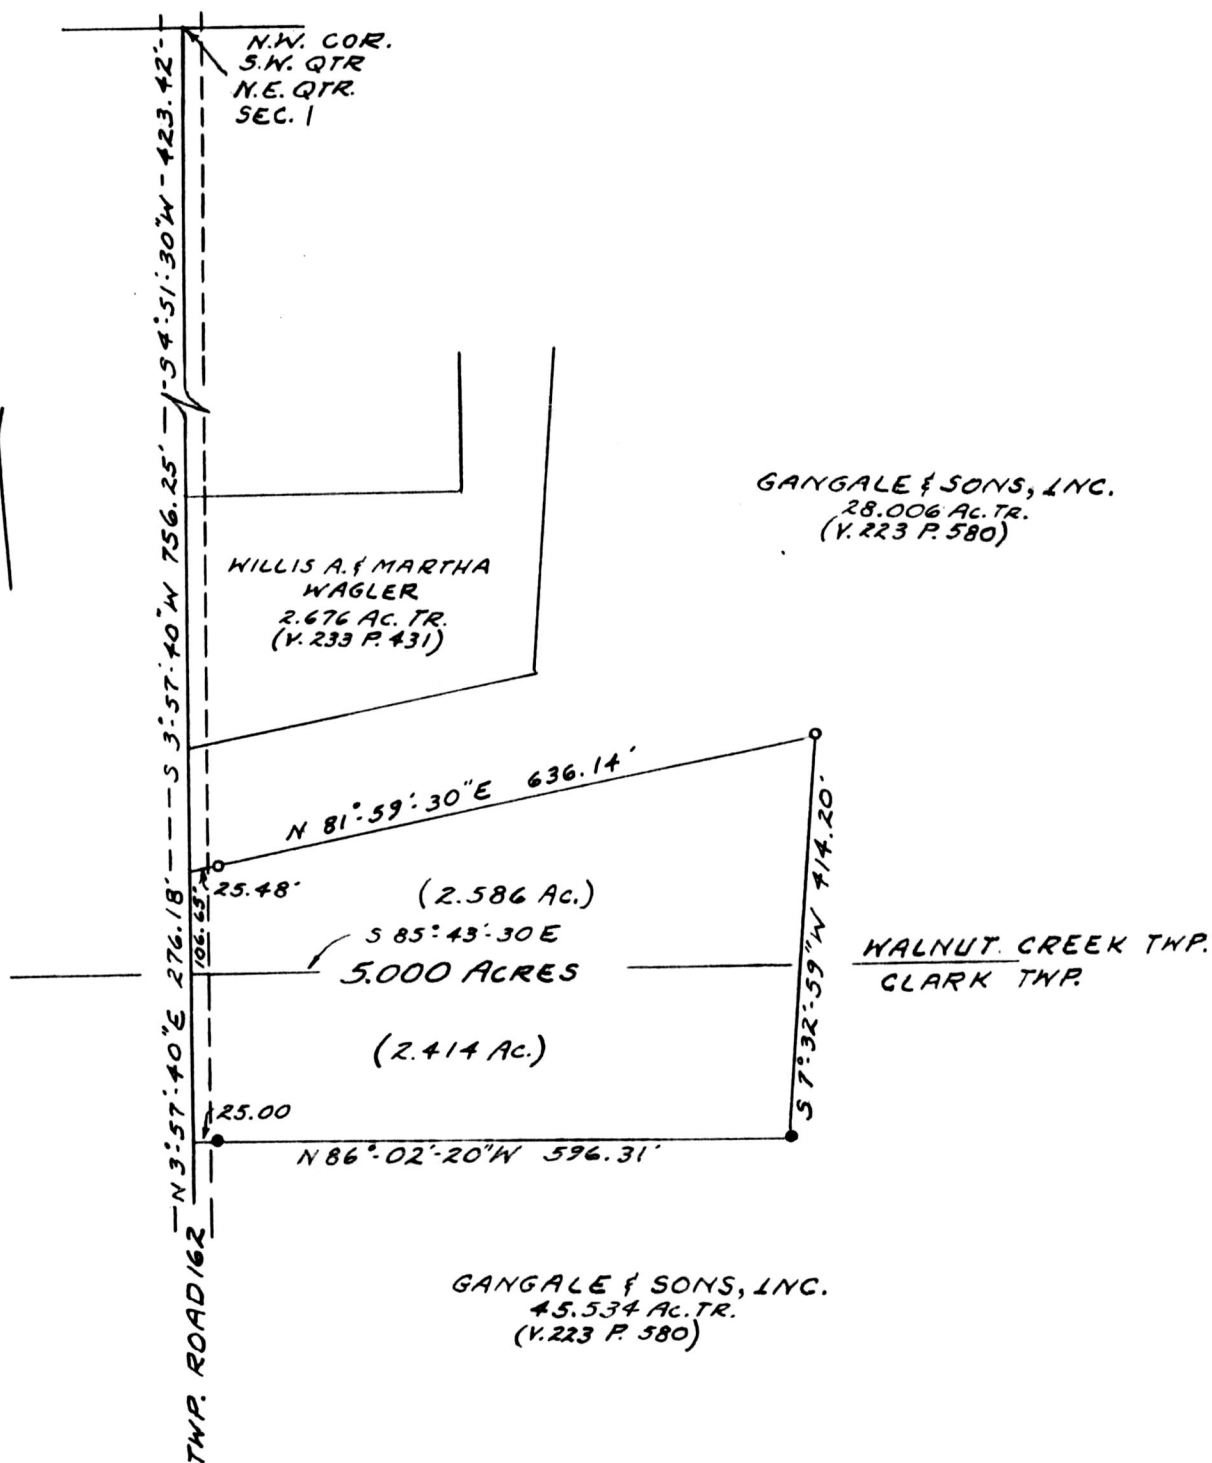 N.W. COR.
S.W. QTR
N.E. QTR.
SEC. 1
S 4°-51'-30"W - 423.42'
S 3°-57'-40"W 756.25'
GANGALE & SONS, INC.
28.006 AC. TR.
(V. 223 P. 580)
WILLIS A. & MARTHA
WAGLER
2.676 AC. TR.
(V. 233 P. 431)
N 81°-59'-30"E 636.14'
25.48'
106.65'
N 3°-57'-40"E 276.18'
(2.586 Ac.)
S 85°-43'-30 E
5.000 ACRES
S 7°-32'-59"W 414.20'
WALNUT CREEK TWP.
CLARK TWP.
(2.414 Ac.)
25.00
N 86°-02'-20"W 596.31'
TWP. ROAD 162
GANGALE & SONS, INC.
45.534 AC. TR.
(V. 223 P. 580)